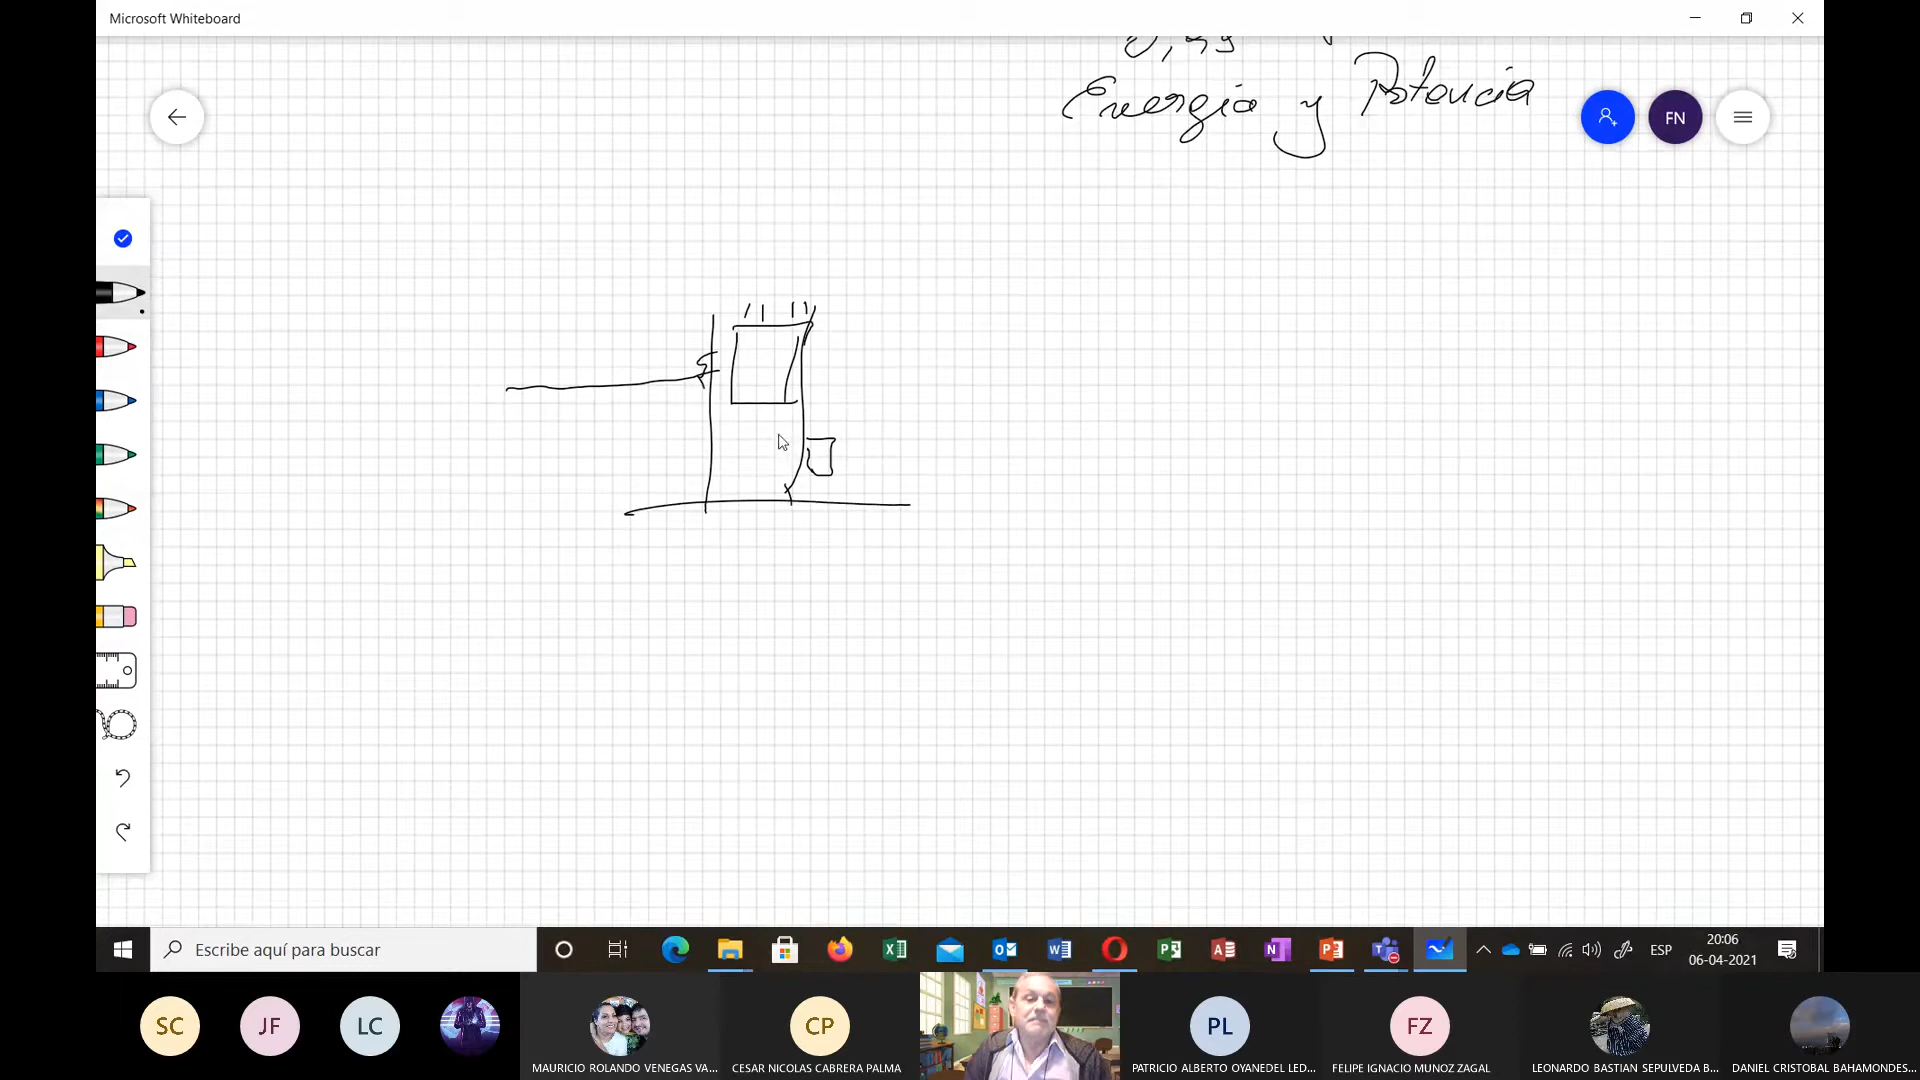 Microsoft Whiteboard
Energia y Potencia
FN
Escribe aquí para buscar
ESP
20:06
06-04-2021
SC
JF
LC
CP
PL
FZ
MAURICIO ROLANDO VENEGAS VA...
CESAR NICOLAS CABRERA PALMA
PATRICIO ALBERTO OYANEDEL LED...
FELIPE IGNACIO MUNOZ ZAGAL
LEONARDO BASTIAN SEPULVEDA B...
DANIEL CRISTOBAL BAHAMONDES...